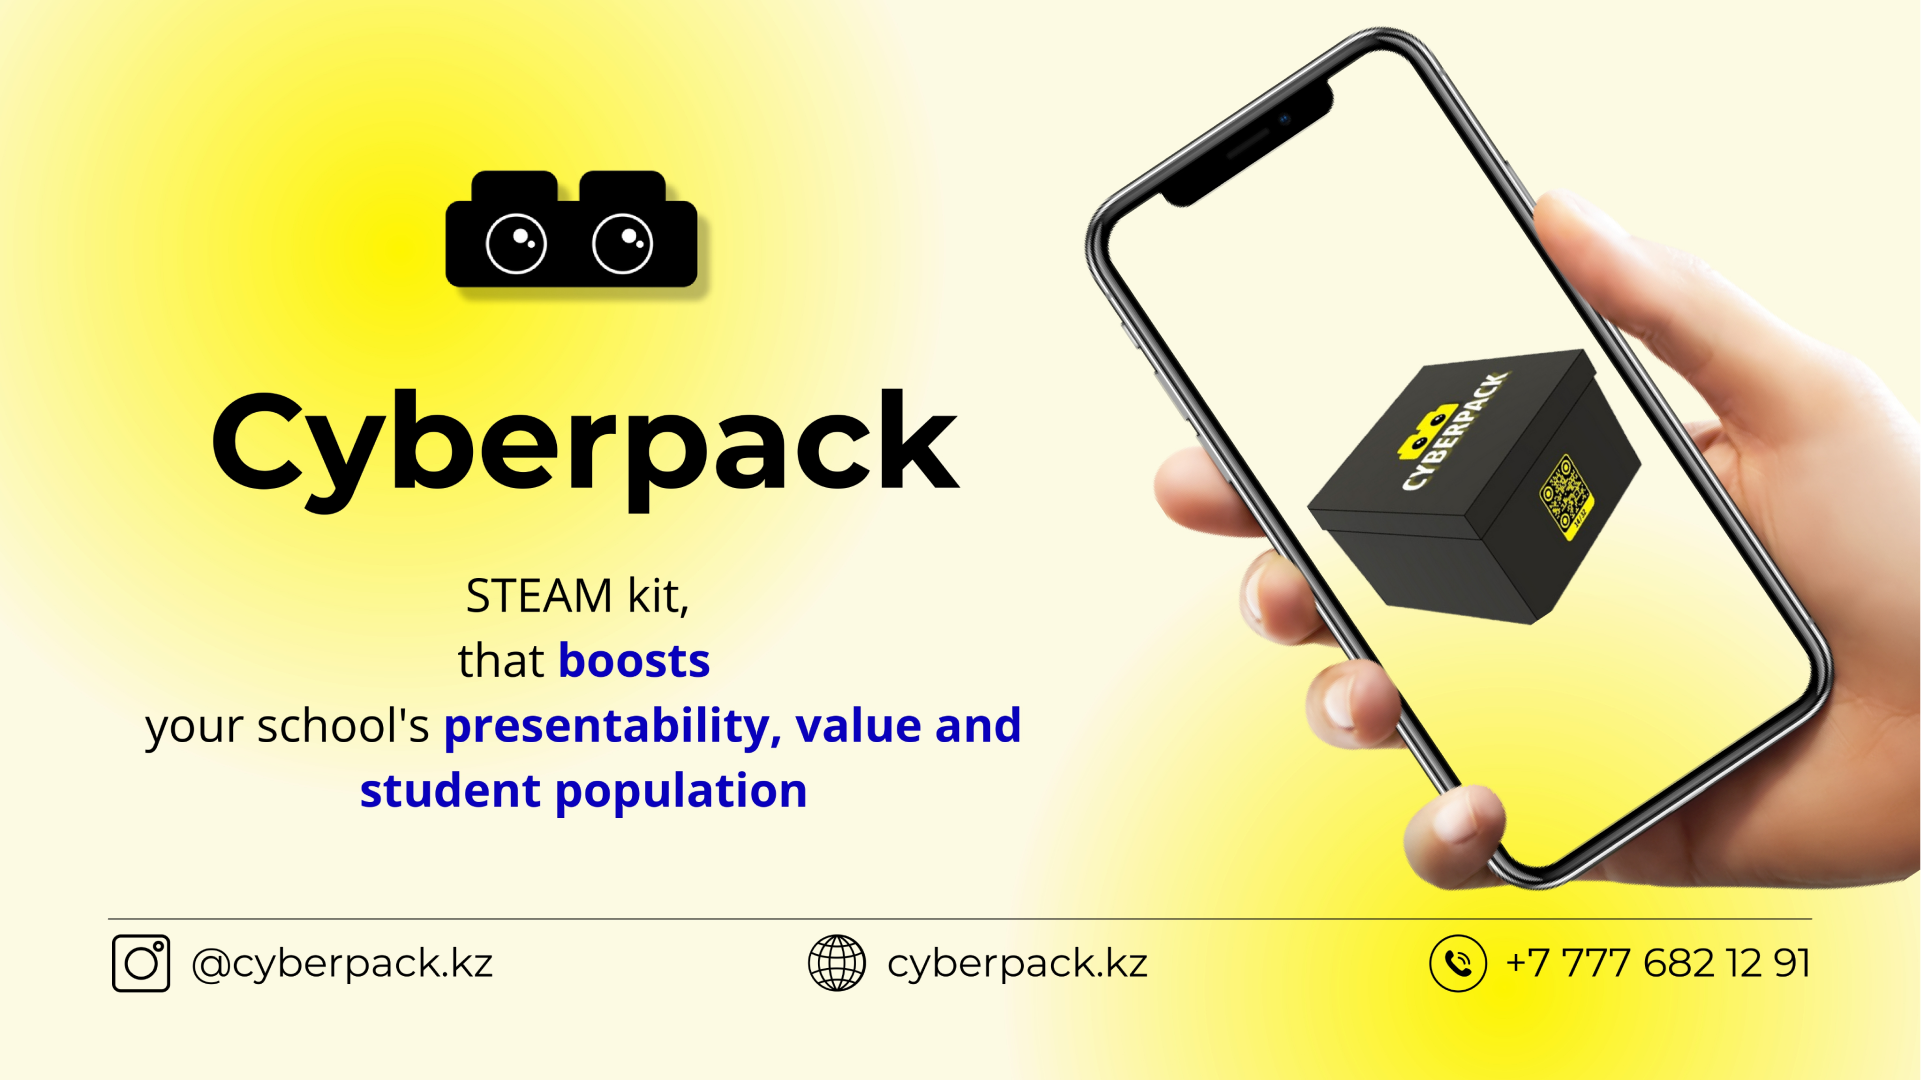 Cyberpack
STEAM kit,
that boosts
your school's presentability, value and
student population
CYBERPACK
@cyberpack.kz
cyberpack.kz
+7 777 682 12 91